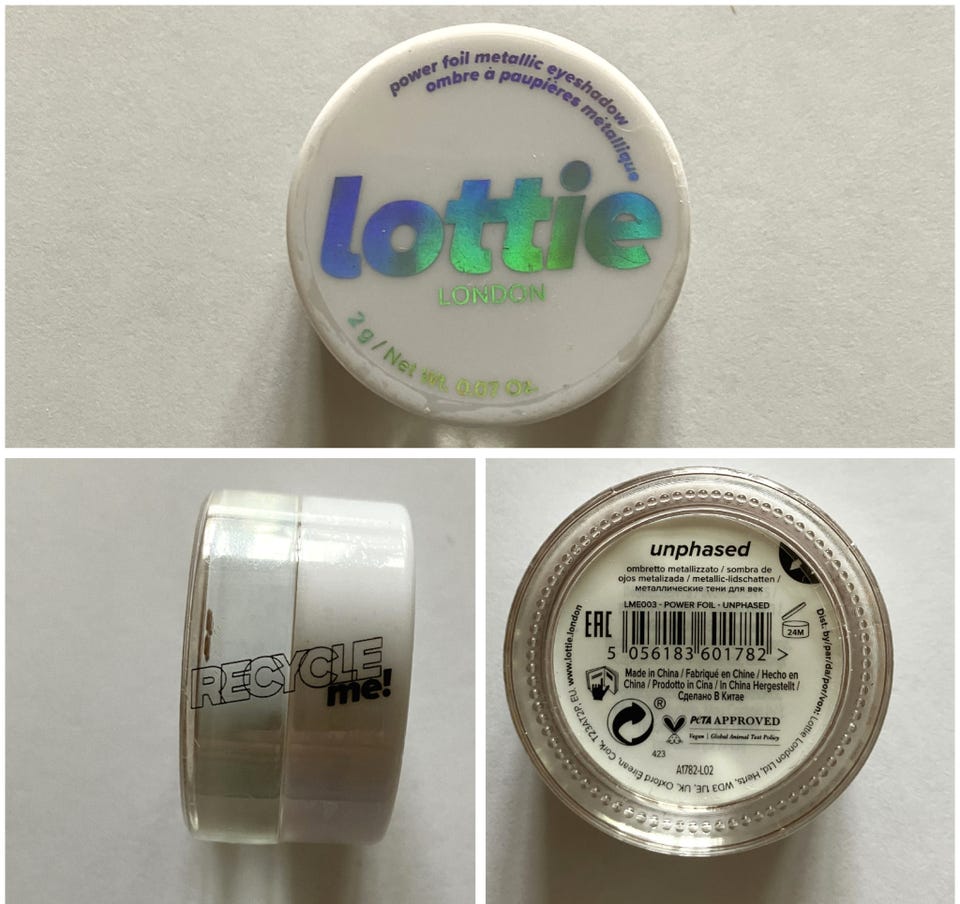 power foil metallic eyeshadow
ombre à paupières métallique
lottie
LONDON
2 g / Net Wt. 0.07 Oz.
RECYCLE
me!
unphased
ombretto metallizzato / sombra de
ojos metalizada / metallic-lidschatten /
металлические тени для век
LME003 - POWER FOIL - UNPHASED
EAC
24M
5 056183 601782 >
Made in China / Fabriqué en Chine / Hecho en
China / Prodotto in Cina / In China Hergestellt /
Сделано В Китае
®
PETA APPROVED
Vegan | Global Animal Test Policy
423
A1782-L02
Dist. by/par/da/por/von: Lottie London Ltd, Herts, WD3 1JE, UK. Oxford Éirean, Cork, T23AT2P, EU. www.lottie.london